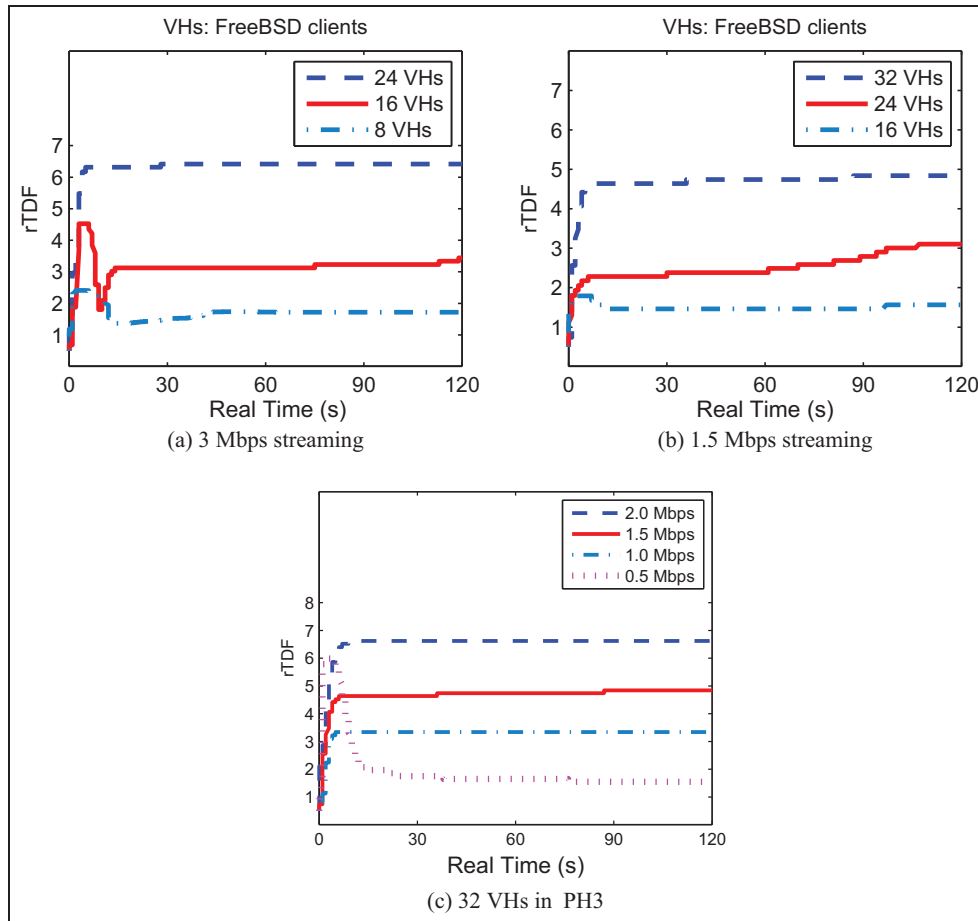 VHs: FreeBSD clients
24 VHs
16 VHs
8 VHs
7
6
5
4
3
2
1
rTDF
0 30 60 90 120
Real Time (s)
(a) 3 Mbps streaming
VHs: FreeBSD clients
32 VHs
24 VHs
16 VHs
7
6
5
4
3
2
1
rTDF
0 30 60 90 120
Real Time (s)
(b) 1.5 Mbps streaming
2.0 Mbps
1.5 Mbps
1.0 Mbps
0.5 Mbps
8
7
6
5
4
3
2
1
rTDF
0 30 60 90 120
Real Time (s)
(c) 32 VHs in PH3